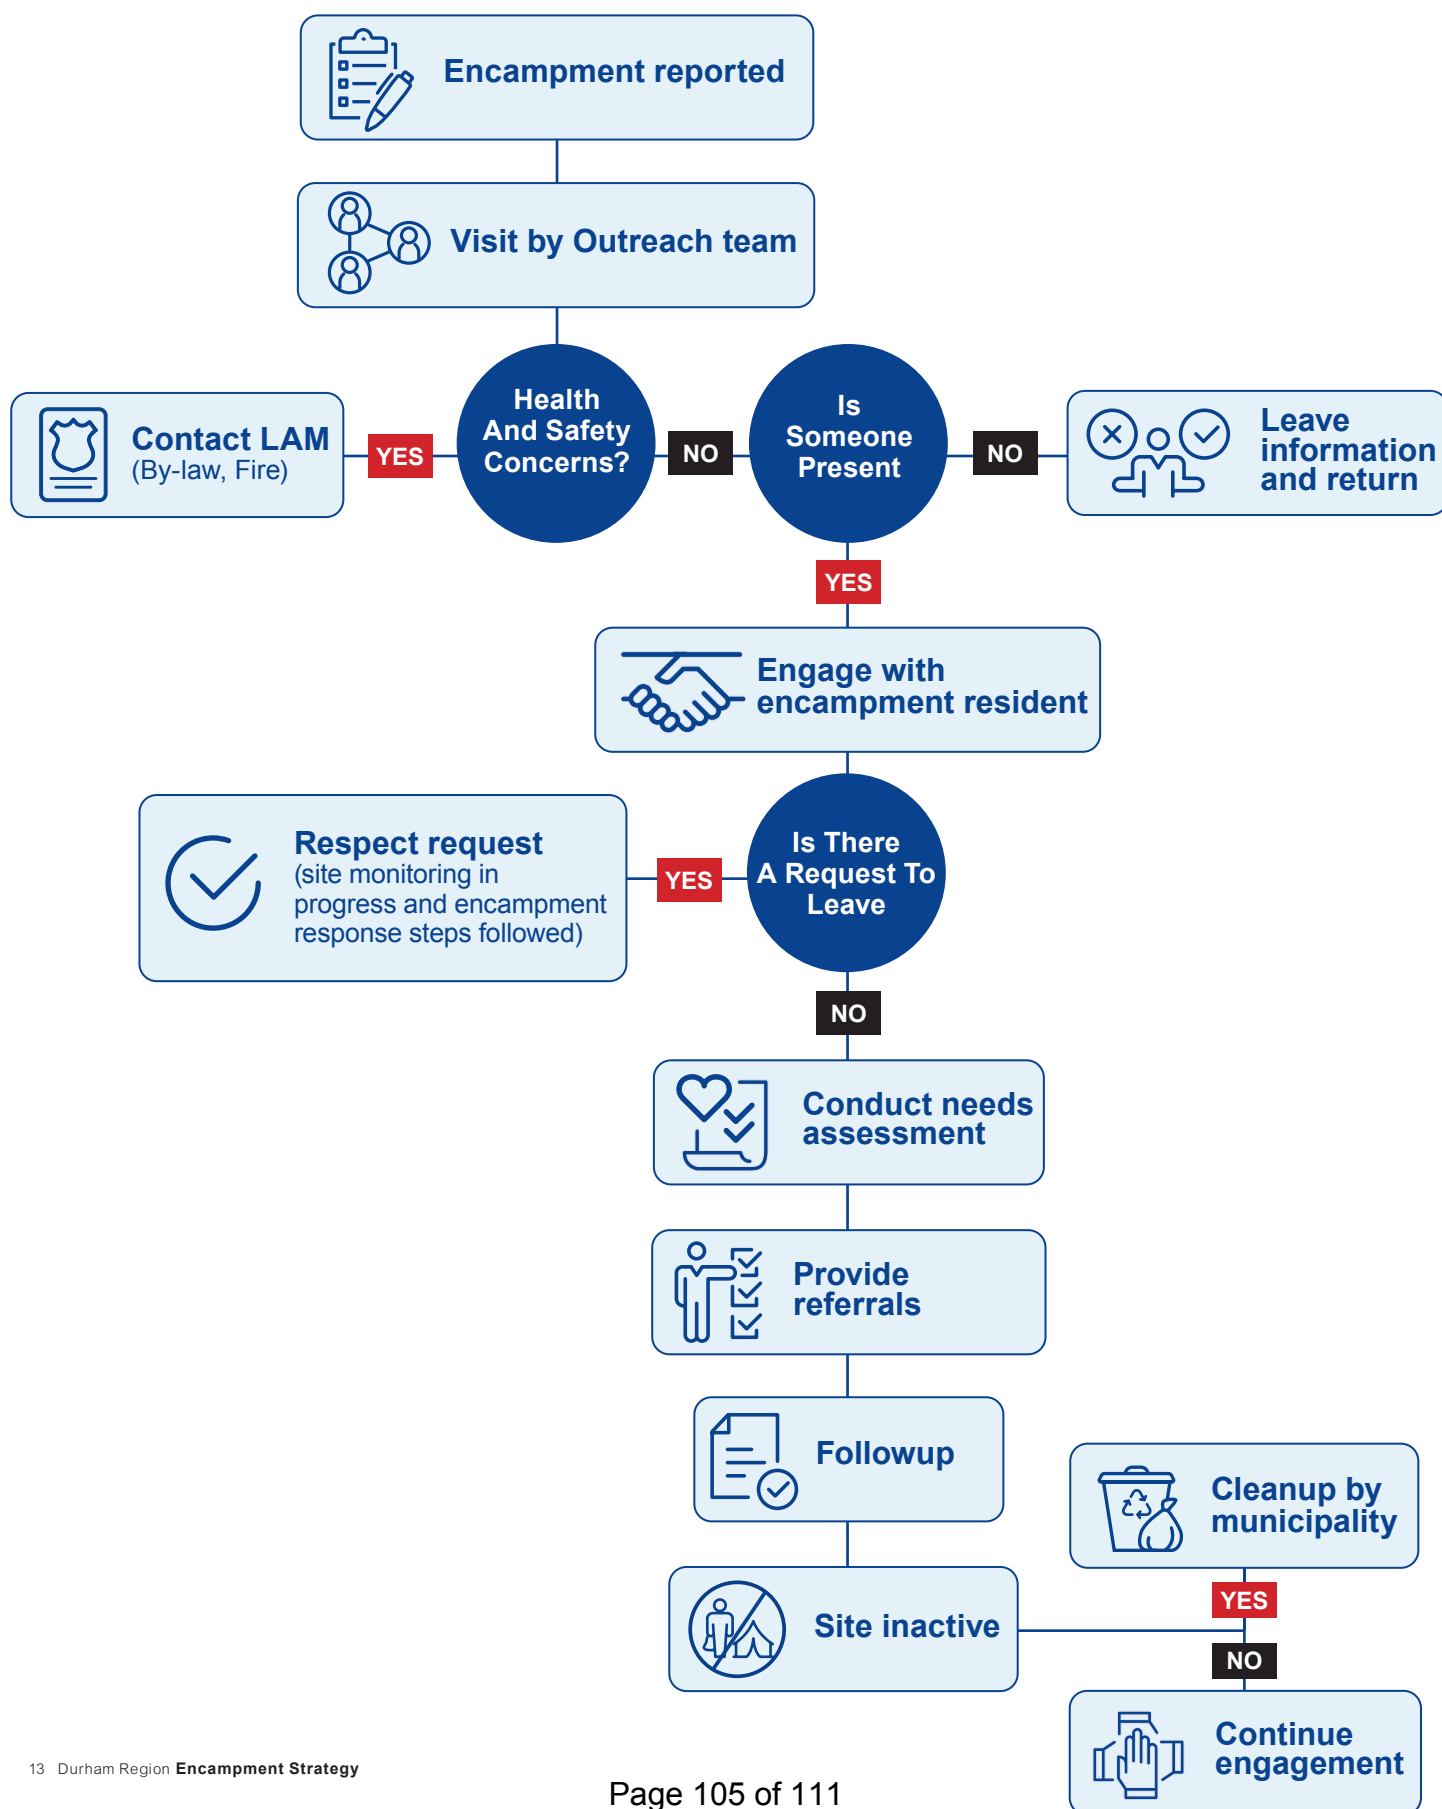 Encampment reported
Visit by Outreach team
Health
And Safety
Concerns?
YES
Contact LAM
(By-law, Fire)
NO
Is
Someone
Present
NO
Leave
information
and return
YES
Engage with
encampment resident
Is There
A Request To
Leave
YES
Respect request
(site monitoring in
progress and encampment
response steps followed)
NO
Conduct needs
assessment
Provide
referrals
Followup
Site inactive
Cleanup by
municipality
YES
NO
Continue
engagement
13 Durham Region Encampment Strategy
Page 105 of 111